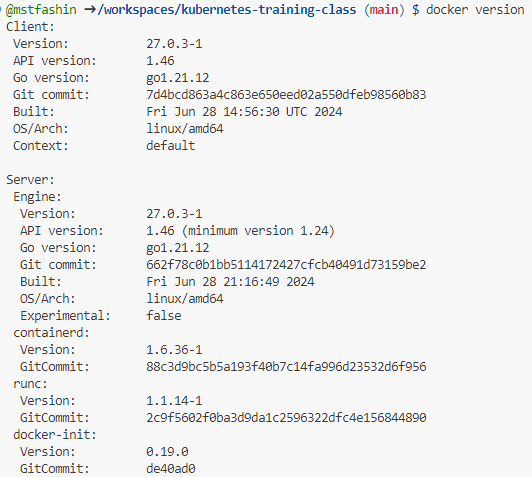 @mstfashin ➜/workspaces/kubernetes-training-class (main) $ docker version
Client:
Version: 27.0.3-1
API version: 1.46
Go version: go1.21.12
Git commit: 7d4bcd863a4c863e650eed02a550dfeb98560b83
Built: Fri Jun 28 14:56:30 UTC 2024
OS/Arch: linux/amd64
Context: default
Server:
Engine:
Version: 27.0.3-1
API version: 1.46 (minimum version 1.24)
Go version: go1.21.12
Git commit: 662f78c0b1bb5114172427cfcb40491d73159be2
Built: Fri Jun 28 21:16:49 2024
OS/Arch: linux/amd64
Experimental: false
containerd:
Version: 1.6.36-1
GitCommit: 88c3d9bc5b5a193f40b7c14fa996d23532d6f956
runc:
Version: 1.1.14-1
GitCommit: 2c9f5602f0ba3d9da1c2596322dfc4e156844890
docker-init:
Version: 0.19.0
GitCommit: de40ad0